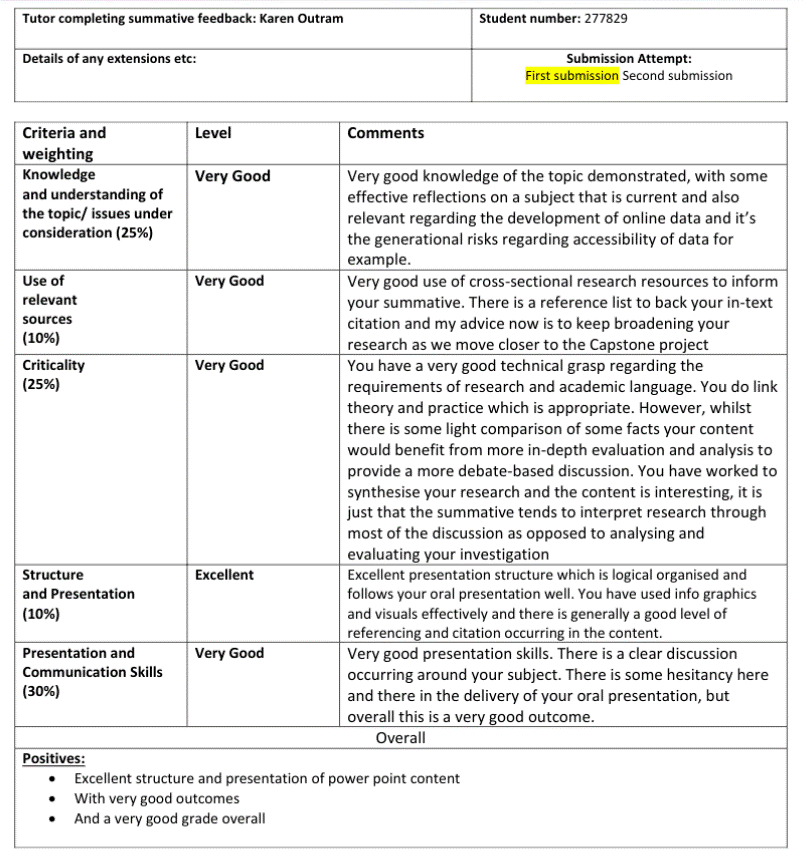 Tutor completing summative feedback: Karen Outram
Student number: 277829
Details of any extensions etc:
Submission Attempt:
First submission Second submission
Criteria and
weighting
Level
Comments
Knowledge
and understanding of
the topic/ issues under
consideration (25%)
Very Good
Very good knowledge of the topic demonstrated, with some
effective reflections on a subject that is current and also
relevant regarding the development of online data and it's
the generational risks regarding accessibility of data for
example.
Use of
relevant
sources
(10%)
Very Good
Very good use of cross-sectional research resources to inform
your summative. There is a reference list to back your in-text
citation and my advice now is to keep broadening your
research as we move closer to the Capstone project
Criticality
(25%)
Very Good
You have a very good technical grasp regarding the
requirements of research and academic language. You do link
theory and practice which is appropriate. However, whilst
there is some light comparison of some facts your content
would benefit from more in-depth evaluation and analysis to
provide a more debate-based discussion. You have worked to
synthesise your research and the content is interesting, it is
just that the summative tends to interpret research through
most of the discussion as opposed to analysing and
evaluating your investigation
Structure
and Presentation
(10%)
Excellent
Excellent presentation structure which is logical organised and
follows your oral presentation well. You have used info graphics
and visuals effectively and there is generally a good level of
referencing and citation occurring in the content.
Presentation and
Communication Skills
(30%)
Very Good
Very good presentation skills. There is a clear discussion
occurring around your subject. There is some hesitancy here
and there in the delivery of your oral presentation, but
overall this is a very good outcome.
Overall
Positives:
• Excellent structure and presentation of power point content
• With very good outcomes
• And a very good grade overall